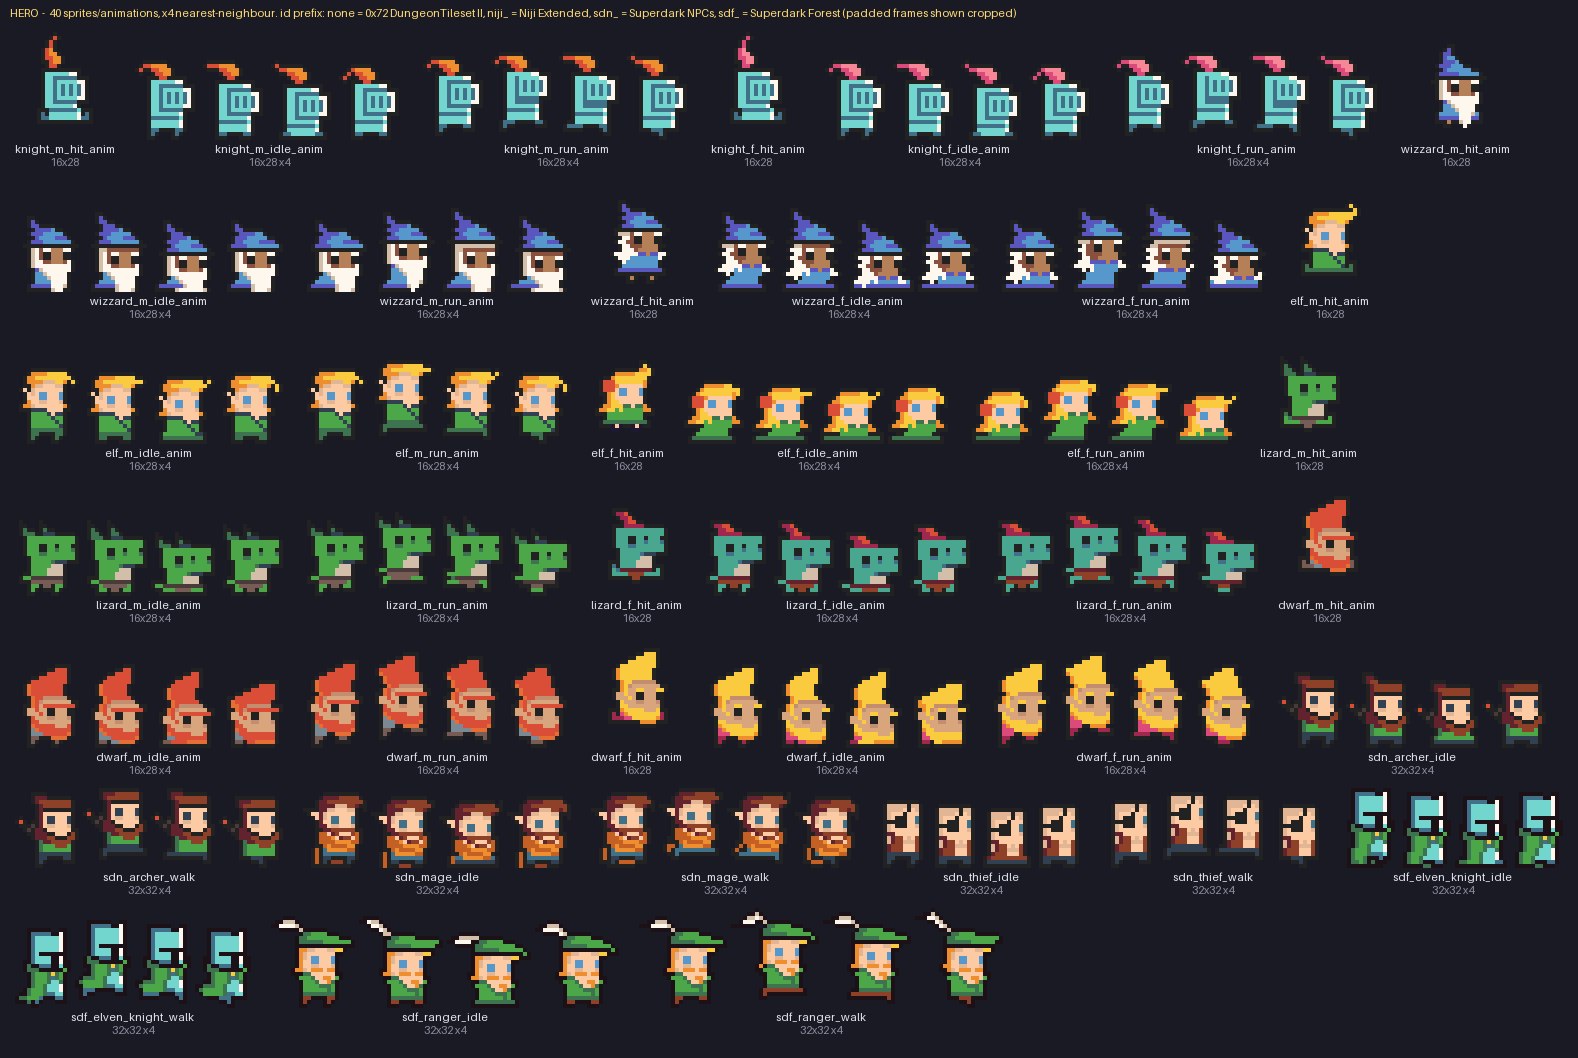 HERO - 40 sprites/animations, x4 nearest-neighbour. id prefix: none = 0x72 DungeonTileset II, niji_ = Niji Extended, sdn_ = Superdark NPCs, sdf_ = Superdark Forest (padded frames shown cropped)
knight_m_hit_anim
16x28
knight_m_idle_anim
16x28x4
knight_m_run_anim
16x28x4
knight_f_hit_anim
16x28
knight_f_idle_anim
16x28x4
knight_f_run_anim
16x28x4
wizzard_m_hit_anim
16x28
wizzard_m_idle_anim
16x28x4
wizzard_m_run_anim
16x28x4
wizzard_f_hit_anim
16x28
wizzard_f_idle_anim
16x28x4
wizzard_f_run_anim
16x28x4
elf_m_hit_anim
16x28
elf_m_idle_anim
16x28x4
elf_m_run_anim
16x28x4
elf_f_hit_anim
16x28
elf_f_idle_anim
16x28x4
elf_f_run_anim
16x28x4
lizard_m_hit_anim
16x28
lizard_m_idle_anim
16x28x4
lizard_m_run_anim
16x28x4
lizard_f_hit_anim
16x28
lizard_f_idle_anim
16x28x4
lizard_f_run_anim
16x28x4
dwarf_m_hit_anim
16x28
dwarf_m_idle_anim
16x28x4
dwarf_m_run_anim
16x28x4
dwarf_f_hit_anim
16x28
dwarf_f_idle_anim
16x28x4
dwarf_f_run_anim
16x28x4
sdn_archer_idle
32x32x4
sdn_archer_walk
32x32x4
sdn_mage_idle
32x32x4
sdn_mage_walk
32x32x4
sdn_thief_idle
32x32x4
sdn_thief_walk
32x32x4
sdf_elven_knight_idle
32x32x4
sdf_elven_knight_walk
32x32x4
sdf_ranger_idle
32x32x4
sdf_ranger_walk
32x32x4